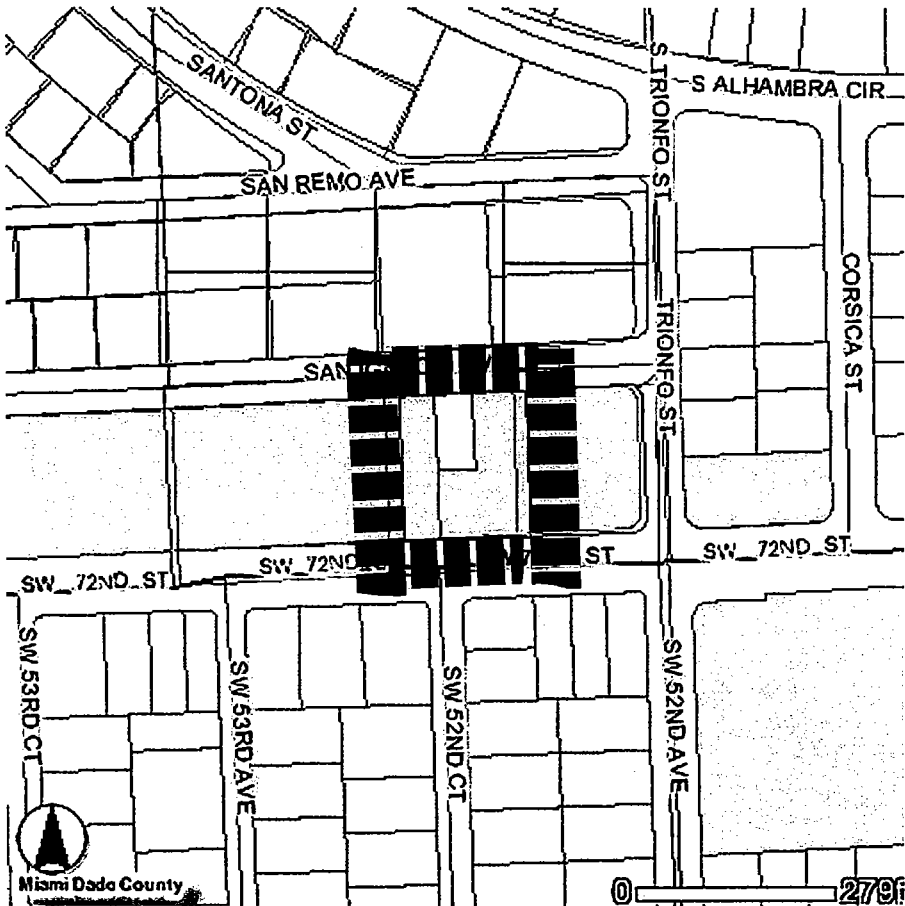 SANTONA ST
S TRIONFO ST
S ALHAMBRA CIR
SAN REMO AVE
CORSICA ST
TRIONFO ST
SAN
SW 72ND ST
SW 72ND
ST
SW 72ND ST
SW 53RD CT
SW 53RD AVE
SW 52ND CT
SW 52ND AVE
Miami Dade County
0
279